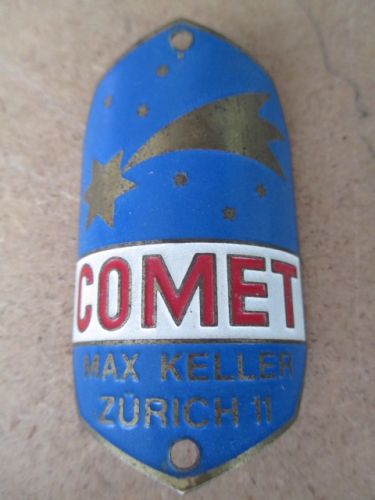 COMET
MAX KELLER
ZÜRICH 11